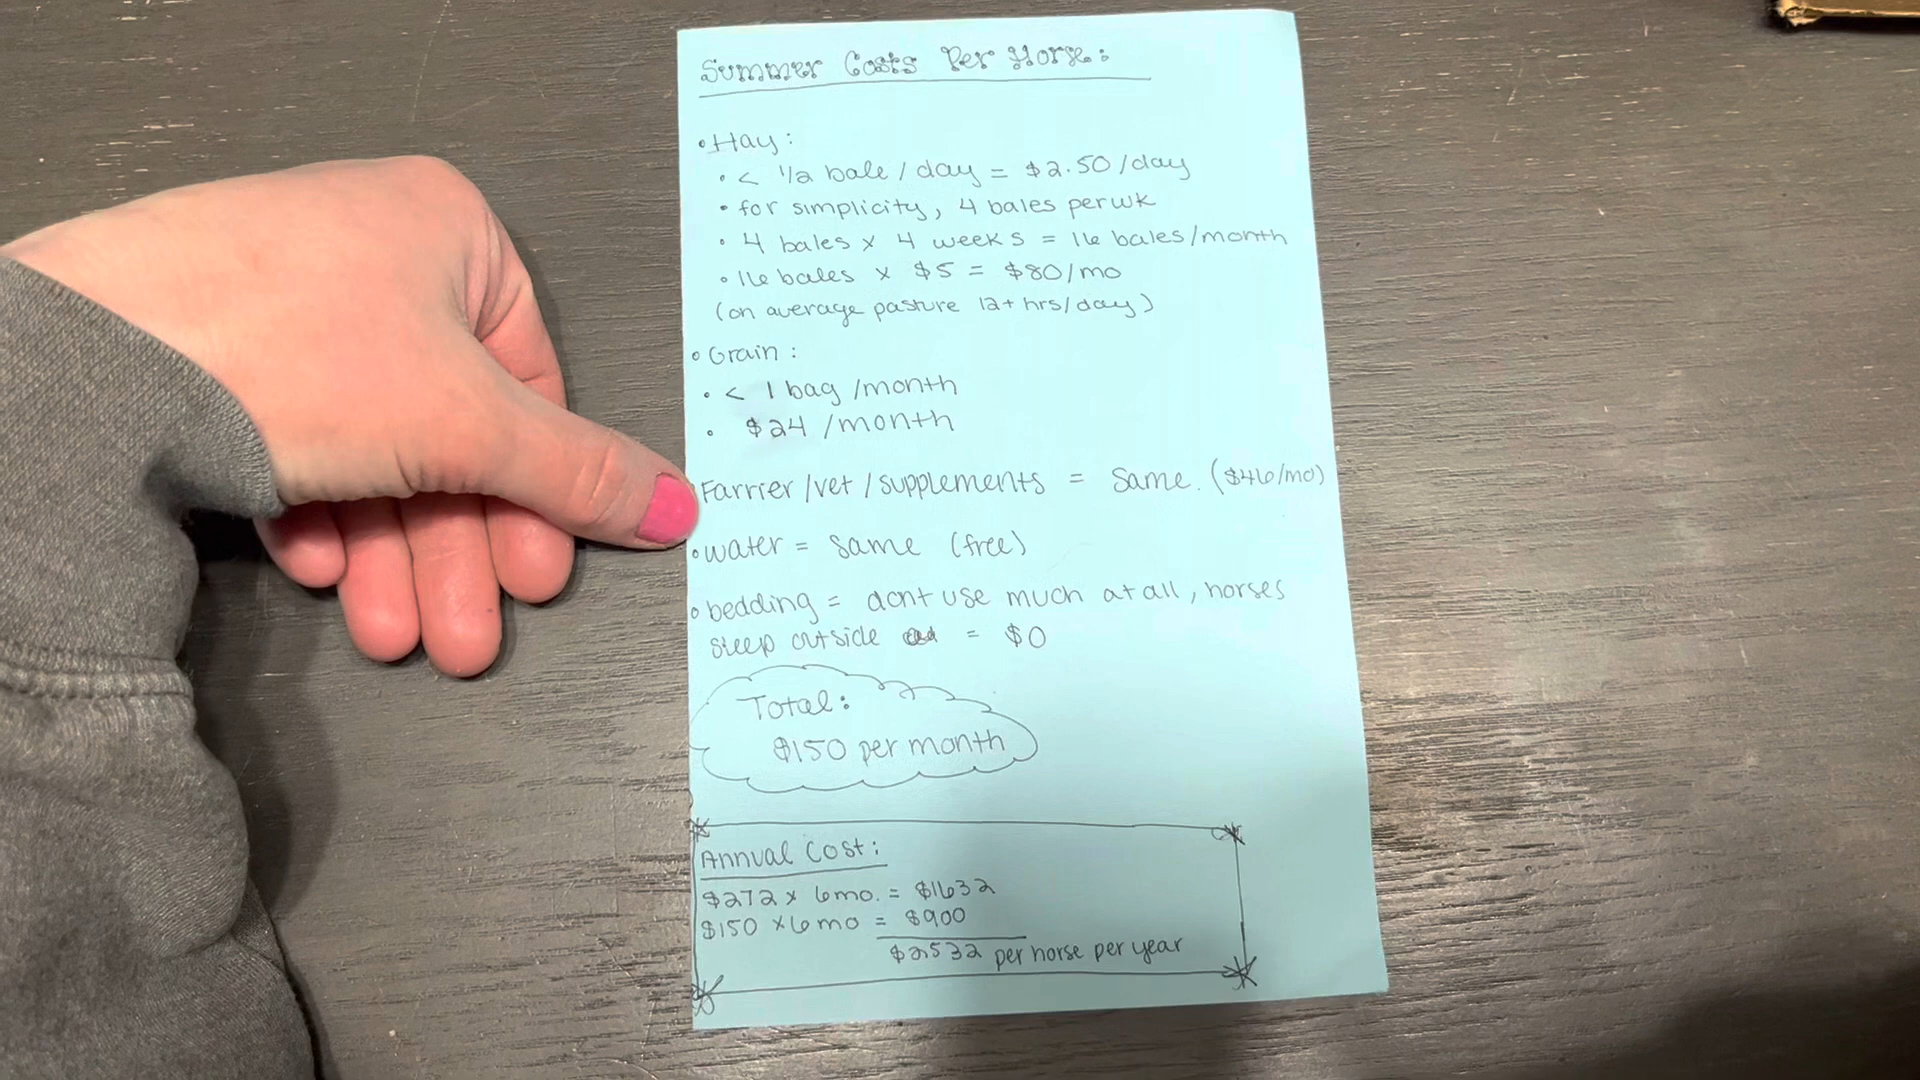 Summer Costs Per Horse:
• Hay:
• < 1/2 bale / day = $2.50 /day
• for simplicity, 4 bales per wk
• 4 bales x 4 weeks = 16 bales/month
• 16 bales x $5 = $80/mo
(on average pasture 12+ hrs/day)
• Grain:
• < 1 bag /month
• $24 /month
Farrier /vet / supplements = Same. ($46/mo)
• water = same (free)
• bedding = dont use much at all, horses
sleep outside = $0
Total:
$150 per month
Annual Cost:
$272 x 6mo. = $1632
$150 x 6 mo = $900
$2532 per horse per year